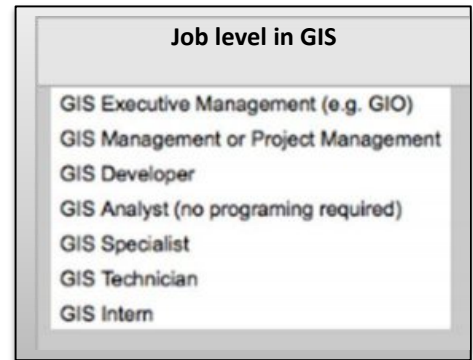 Job level in GIS
GIS Executive Management (e.g. GIO)
GIS Management or Project Management
GIS Developer
GIS Analyst (no programing required)
GIS Specialist
GIS Technician
GIS Intern